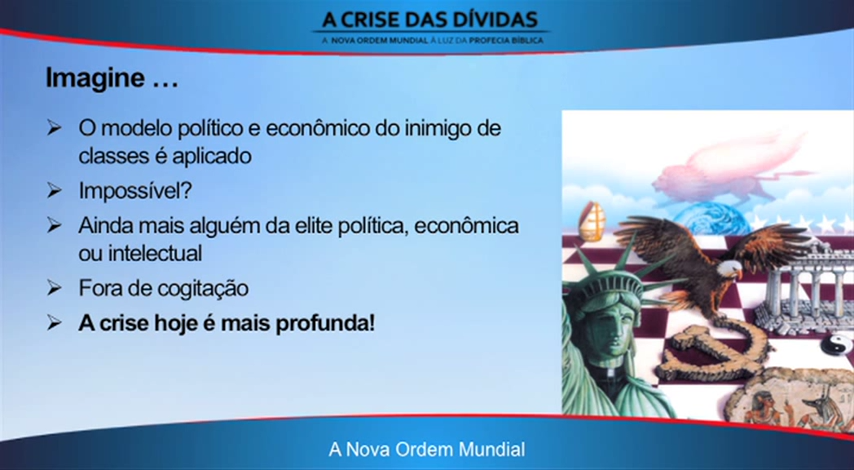 A CRISE DAS DÍVIDAS
A NOVA ORDEM MUNDIAL À LUZ DA PROFECIA BÍBLICA
Imagine …
➢ O modelo político e econômico do inimigo de
classes é aplicado
➢ Impossível?
➢ Ainda mais alguém da elite política, econômica
ou intelectual
➢ Fora de cogitação
➢ A crise hoje é mais profunda!
A Nova Ordem Mundial